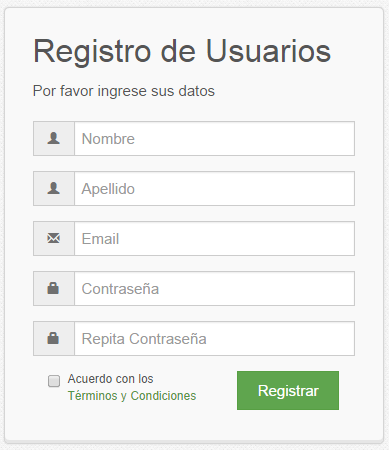 Registro de Usuarios
Por favor ingrese sus datos
Nombre
Apellido
Email
Contraseña
Repita Contraseña
Acuerdo con los
Términos y Condiciones
Registrar